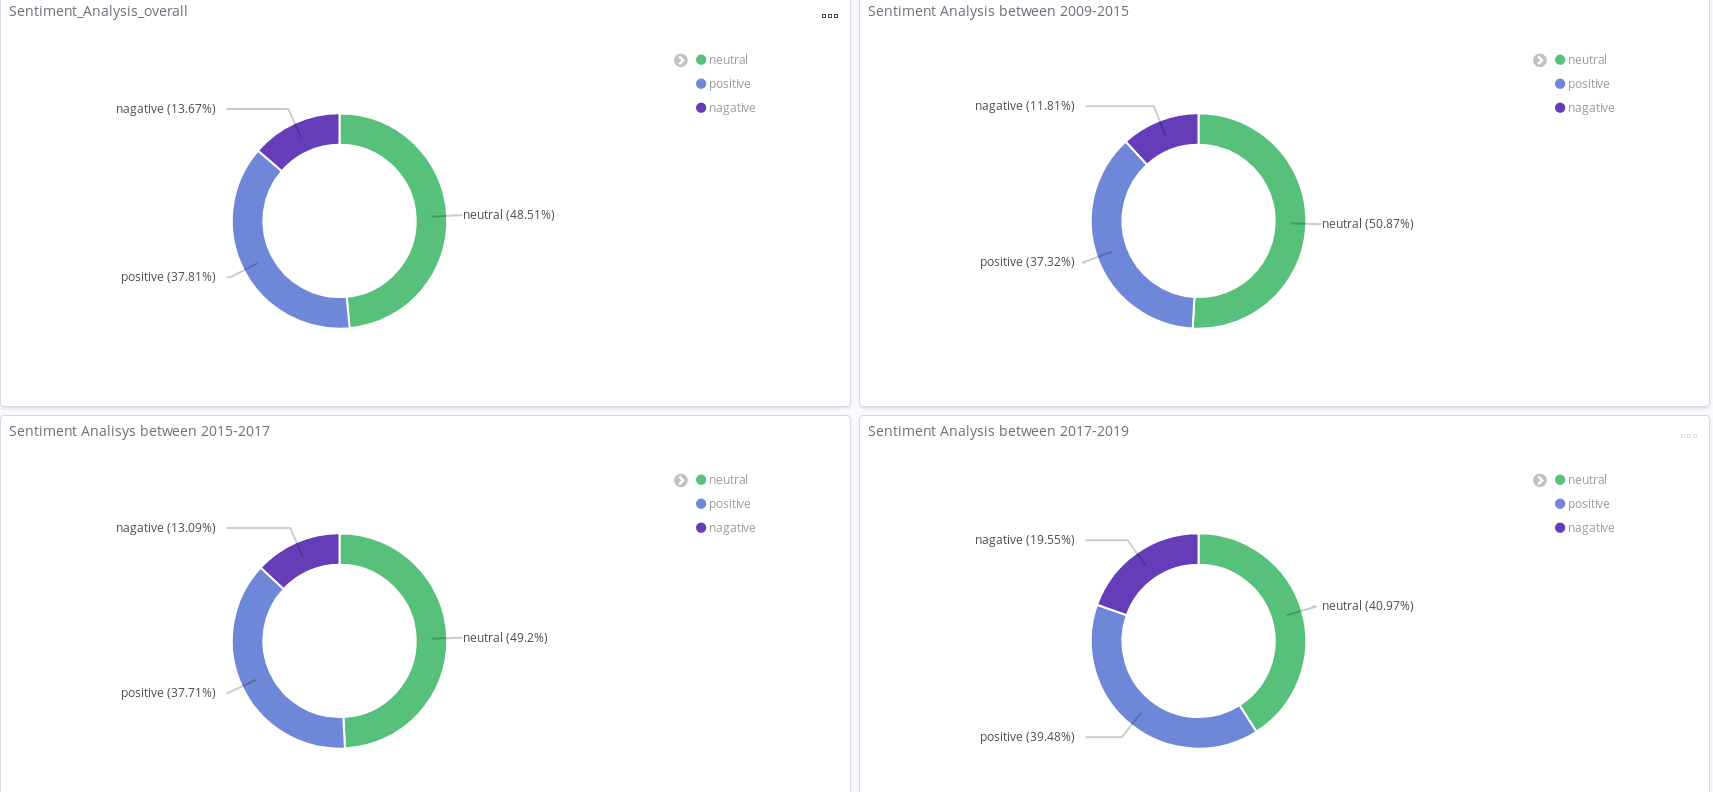 Sentiment_Analysis_overall
neutral
positive
nagative
nagative (13.67%)
neutral (48.51%)
positive (37.81%)
Sentiment Analysis between 2009-2015
neutral
positive
nagative
nagative (11.81%)
neutral (50.87%)
positive (37.32%)
Sentiment Analisys between 2015-2017
neutral
positive
nagative
nagative (13.09%)
neutral (49.2%)
positive (37.71%)
Sentiment Analysis between 2017-2019
neutral
positive
nagative
nagative (19.55%)
neutral (40.97%)
positive (39.48%)